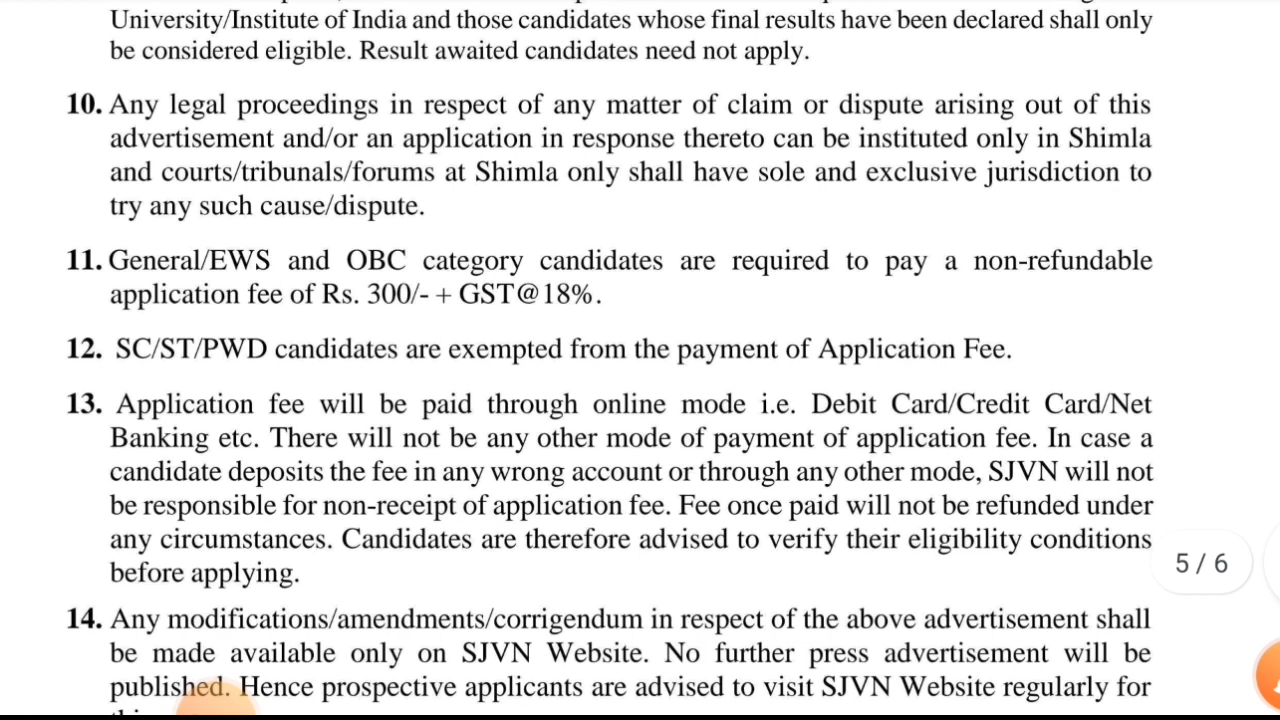 University/Institute of India and those candidates whose final results have been declared shall only
be considered eligible. Result awaited candidates need not apply.
10. Any legal proceedings in respect of any matter of claim or dispute arising out of this
advertisement and/or an application in response thereto can be instituted only in Shimla
and courts/tribunals/forums at Shimla only shall have sole and exclusive jurisdiction to
try any such cause/dispute.
11. General/EWS and OBC category candidates are required to pay a non-refundable
application fee of Rs. 300/- + GST@18%.
12. SC/ST/PWD candidates are exempted from the payment of Application Fee.
13. Application fee will be paid through online mode i.e. Debit Card/Credit Card/Net
Banking etc. There will not be any other mode of payment of application fee. In case a
candidate deposits the fee in any wrong account or through any other mode, SJVN will not
be responsible for non-receipt of application fee. Fee once paid will not be refunded under
any circumstances. Candidates are therefore advised to verify their eligibility conditions
before applying.
5 / 6
14. Any modifications/amendments/corrigendum in respect of the above advertisement shall
be made available only on SJVN Website. No further press advertisement will be
published. Hence prospective applicants are advised to visit SJVN Website regularly for